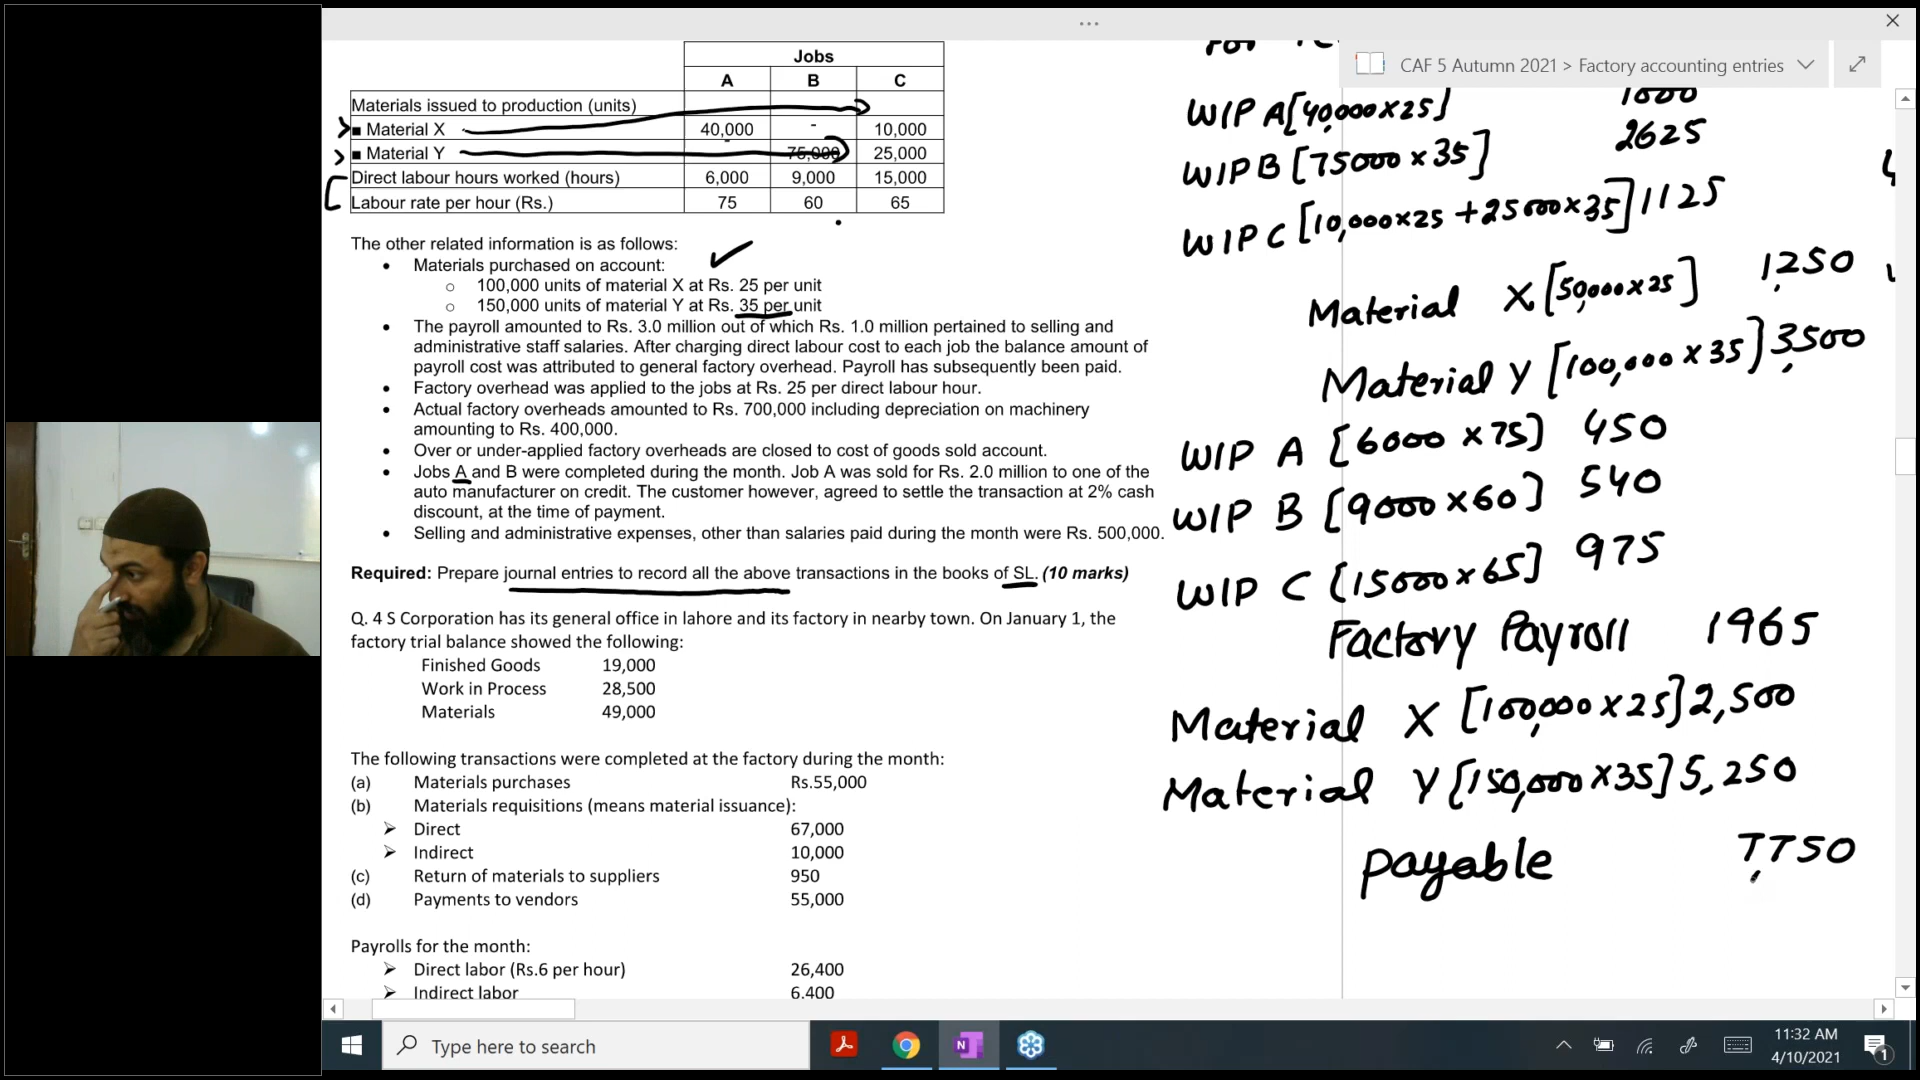 CAF 5 Autumn 2021 > Factory accounting entries
Jobs
A B C
Materials issued to production (units)
■ Material X 40,000 - 10,000
■ Material Y - 75,000 25,000
Direct labour hours worked (hours) 6,000 9,000 15,000
Labour rate per hour (Rs.) 75 60 65
The other related information is as follows:
• Materials purchased on account:
○ 100,000 units of material X at Rs. 25 per unit
○ 150,000 units of material Y at Rs. 35 per unit
• The payroll amounted to Rs. 3.0 million out of which Rs. 1.0 million pertained to selling and
administrative staff salaries. After charging direct labour cost to each job the balance amount of
payroll cost was attributed to general factory overhead. Payroll has subsequently been paid.
• Factory overhead was applied to the jobs at Rs. 25 per direct labour hour.
• Actual factory overheads amounted to Rs. 700,000 including depreciation on machinery
amounting to Rs. 400,000.
• Over or under-applied factory overheads are closed to cost of goods sold account.
• Jobs A and B were completed during the month. Job A was sold for Rs. 2.0 million to one of the
auto manufacturer on credit. The customer however, agreed to settle the transaction at 2% cash
discount, at the time of payment.
• Selling and administrative expenses, other than salaries paid during the month were Rs. 500,000.
Required: Prepare journal entries to record all the above transactions in the books of SL. (10 marks)
Q. 4 S Corporation has its general office in lahore and its factory in nearby town. On January 1, the
factory trial balance showed the following:
Finished Goods 19,000
Work in Process 28,500
Materials 49,000
The following transactions were completed at the factory during the month:
(a) Materials purchases Rs.55,000
(b) Materials requisitions (means material issuance):
➢ Direct 67,000
➢ Indirect 10,000
(c) Return of materials to suppliers 950
(d) Payments to vendors 55,000
Payrolls for the month:
➢ Direct labor (Rs.6 per hour) 26,400
➢ Indirect labor 6,400
WIP A [40,000 x 25] 1000
WIP B [75000 x 35] 2625
WIP C [10,000x25 + 25000x35] 1125
Material X [50,000x25] 1,250
Material Y [100,000 x 35] 3,500
WIP A [6000 x 75] 450
WIP B [9000 x 60] 540
WIP C [15000 x 65] 975
Factory Payroll 1965
Material X [100,000 x 25] 2,500
Material Y [150,000 x 35] 5,250
Payable 7750
Type here to search
11:32 AM
4/10/2021
1